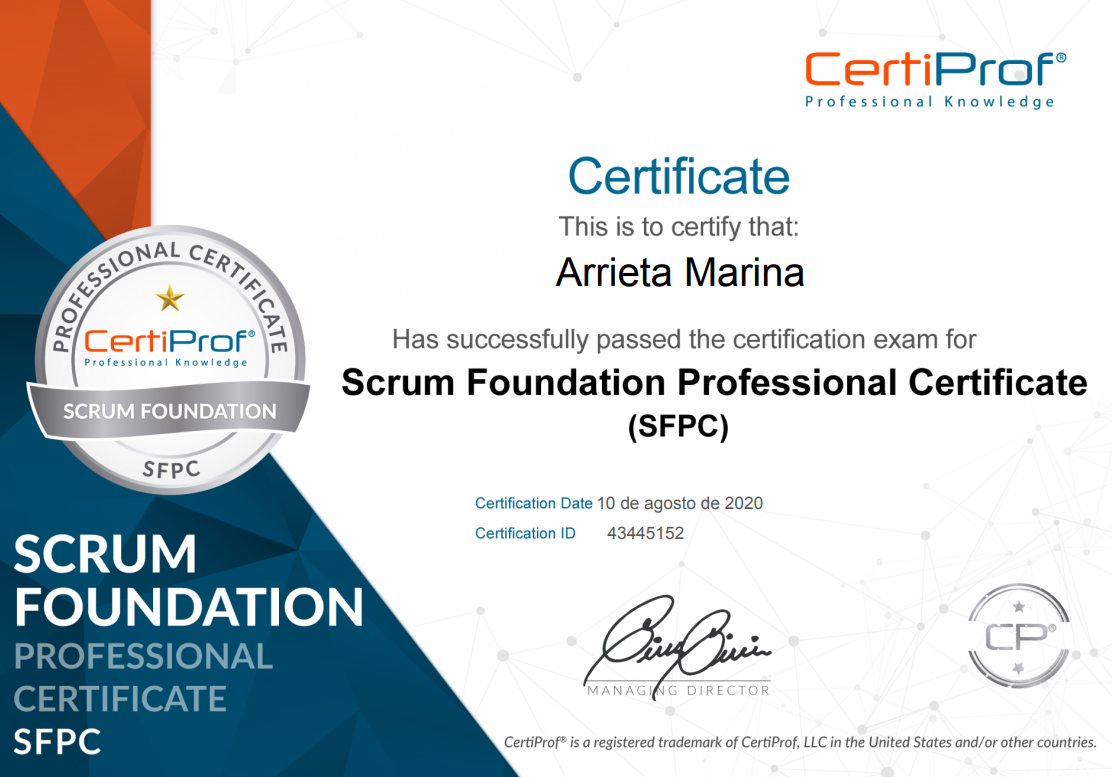 CertiProf®
Professional Knowledge
Certificate
This is to certify that:
Arrieta Marina
Has successfully passed the certification exam for
Scrum Foundation Professional Certificate
(SFPC)
Certification Date 10 de agosto de 2020
Certification ID 43445152
MANAGING DIRECTOR
CP®
CertiProf® is a registered trademark of CertiProf, LLC in the United States and/or other countries.
PROFESSIONAL CERTIFICATE
CertiProf®
Professional Knowledge
SCRUM FOUNDATION
SFPC
SCRUM
FOUNDATION
PROFESSIONAL
CERTIFICATE
SFPC